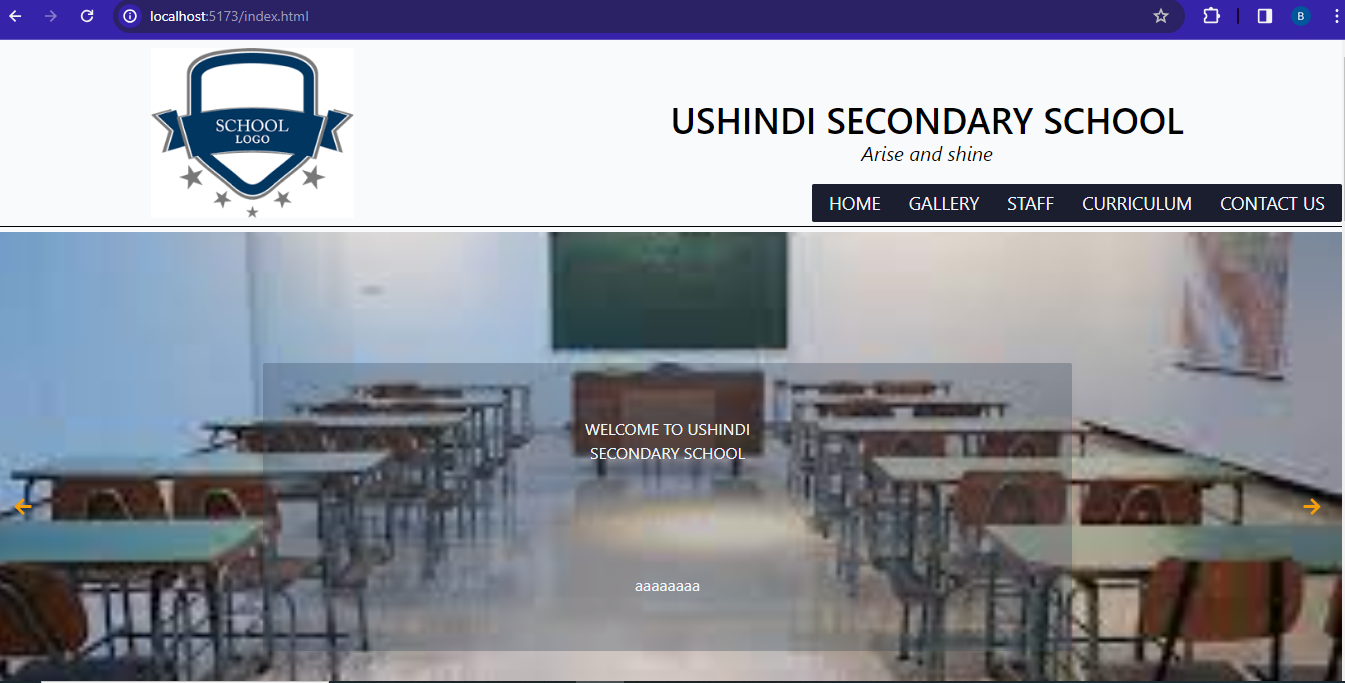 localhost:5173/index.html
B
SCHOOL
LOGO
USHINDI SECONDARY SCHOOL
Arise and shine
HOME GALLERY STAFF CURRICULUM CONTACT US
WELCOME TO USHINDI
SECONDARY SCHOOL
aaaaaaaa